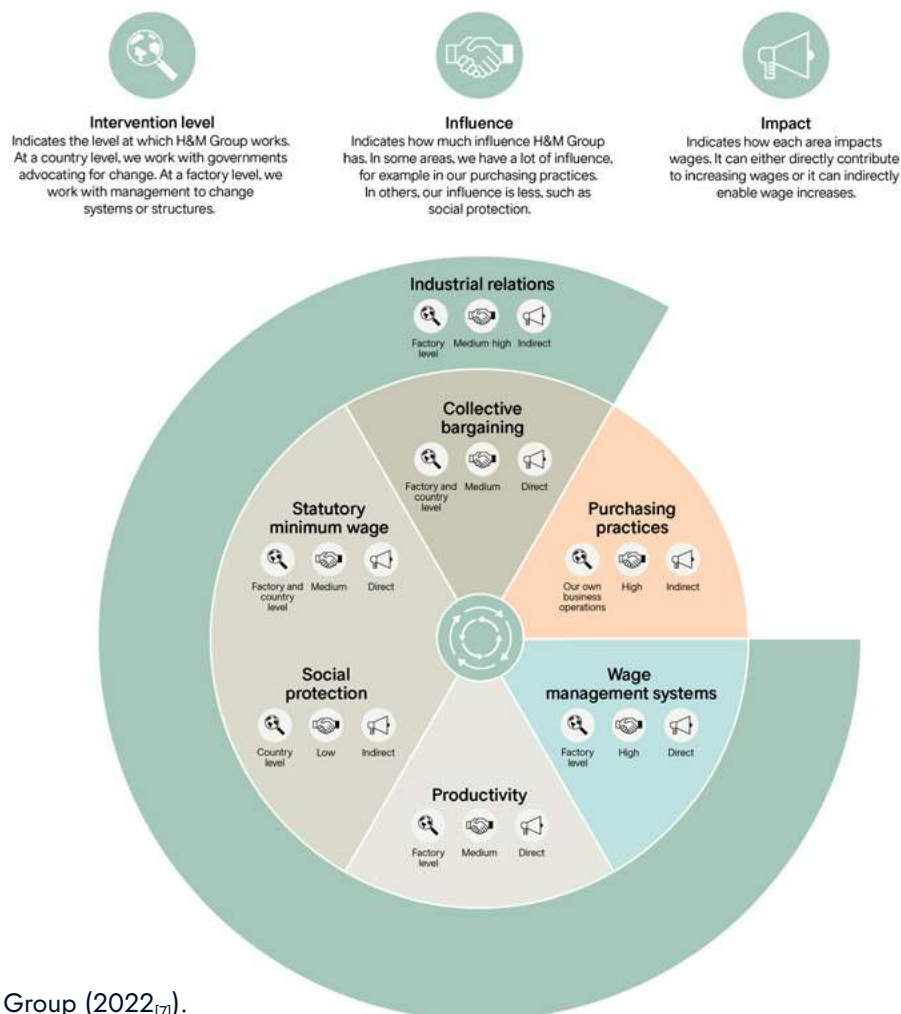 Intervention level
Indicates the level at which H&M Group works.
At a country level, we work with governments
advocating for change. At a factory level, we
work with management to change
systems or structures.
Influence
Indicates how much influence H&M Group
has. In some areas, we have a lot of influence,
for example in our purchasing practices.
In others, our influence is less, such as
social protection.
Impact
Indicates how each area impacts
wages. It can either directly contribute
to increasing wages or it can indirectly
enable wage increases.
Industrial relations
Factory
level
Medium high
Indirect
Collective
bargaining
Factory and
country
level
Medium
Direct
Statutory
minimum wage
Factory and
country
level
Medium
Direct
Purchasing
practices
Our own
business
operations
High
Indirect
Social
protection
Country
level
Low
Indirect
Wage
management systems
Factory
level
High
Direct
Productivity
Factory
level
Medium
Direct
Group (2022[7]).